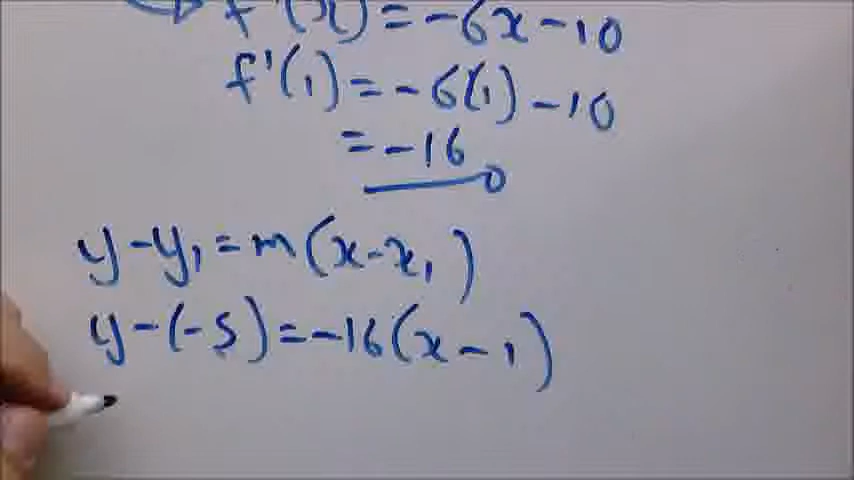 f'(x) = -6x - 10
f'(1) = -6(1) - 10
= -16
y - y₁ = m(x - x₁)
y - (-5) = -16(x - 1)